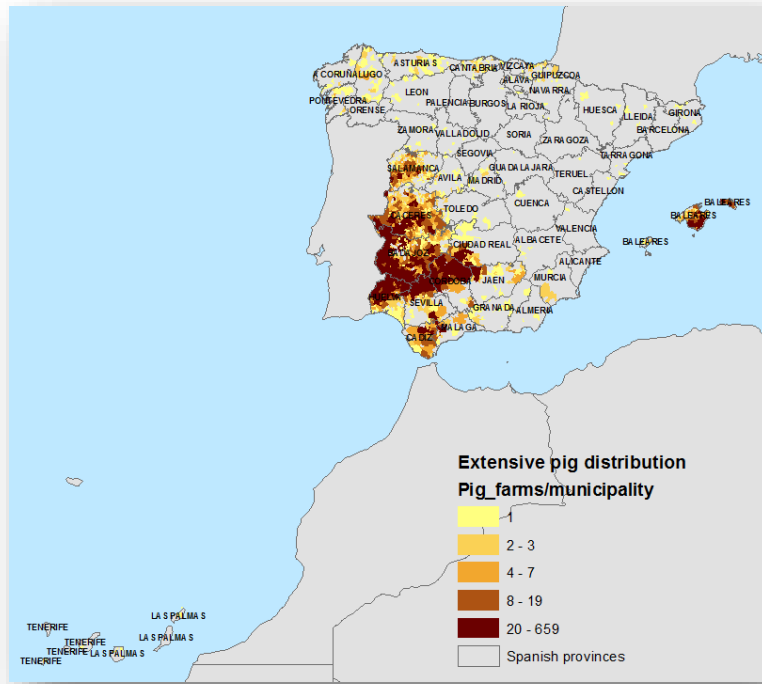 ASTURIAS
CANTABRIA
VIZCAYA
GUIPUZCOA
A CORUÑA
LUGO
ALAVA
NAVARRA
LEON
PONTEVEDRA
ORENSE
PALENCIA
BURGOS
LA RIOJA
HUESCA
LLEIDA
GIRONA
BARCELONA
ZAMORA
VALLADOLID
SORIA
ZARAGOZA
TARRAGONA
SEGOVIA
SALAMANCA
AVILA
MADRID
GUADALAJARA
TERUEL
CASTELLON
CACERES
TOLEDO
CUENCA
VALENCIA
BALEARES
BALEARES
BALEARES
BADAJOZ
CIUDAD REAL
ALBACETE
ALICANTE
CORDOBA
JAEN
MURCIA
HUELVA
SEVILLA
GRANADA
ALMERIA
MALAGA
CADIZ
Extensive pig distribution
Pig_farms/municipality
1
2 - 3
4 - 7
8 - 19
20 - 659
Spanish provinces
LAS PALMAS
TENERIFE
LAS PALMAS
TENERIFE
TENERIFE
LAS PALMAS
TENERIFE